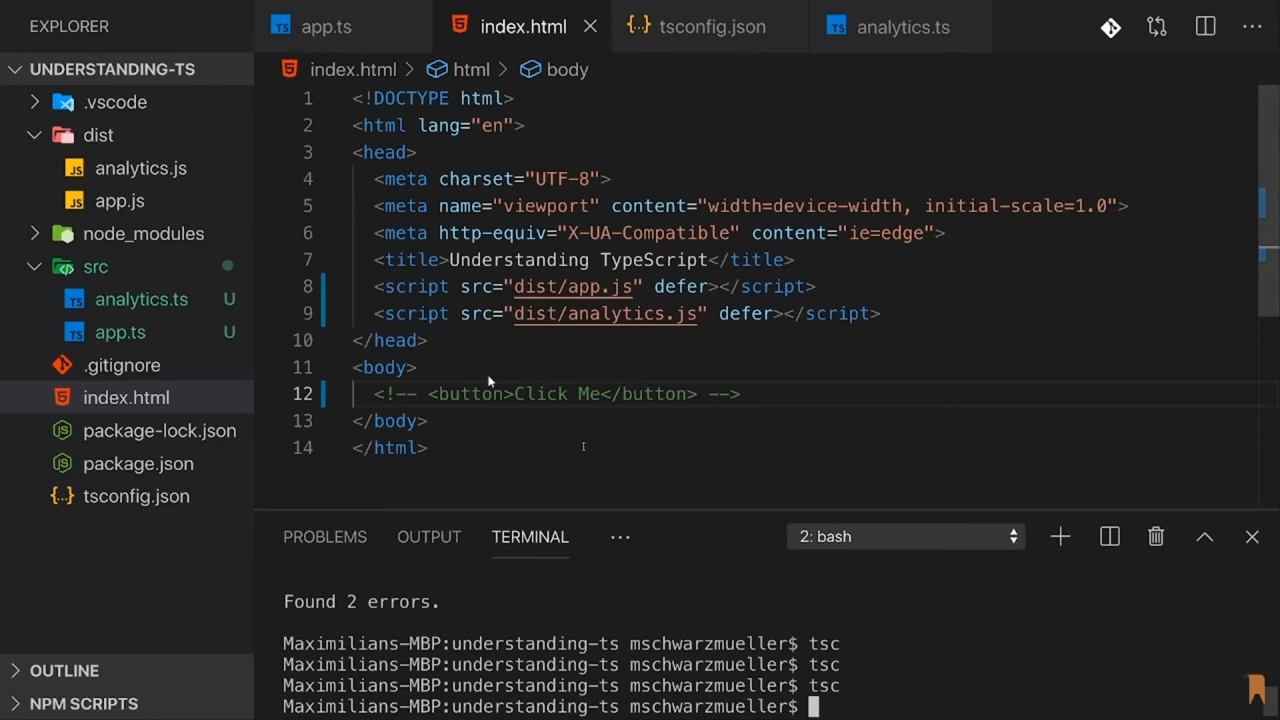 EXPLORER
app.ts
index.html
tsconfig.json
analytics.ts
UNDERSTANDING-TS
.vscode
dist
analytics.js
app.js
node_modules
src
analytics.ts U
app.ts U
.gitignore
index.html
package-lock.json
package.json
tsconfig.json
OUTLINE
NPM SCRIPTS
index.html > html > body
1 <!DOCTYPE html>
2 <html lang="en">
3 <head>
4 <meta charset="UTF-8">
5 <meta name="viewport" content="width=device-width, initial-scale=1.0">
6 <meta http-equiv="X-UA-Compatible" content="ie=edge">
7 <title>Understanding TypeScript</title>
8 <script src="dist/app.js" defer></script>
9 <script src="dist/analytics.js" defer></script>
10 </head>
11 <body>
12 <!-- <button>Click Me</button> -->
13 </body>
14 </html>
PROBLEMS OUTPUT TERMINAL ... 2: bash
Found 2 errors.
Maximilians-MBP:understanding-ts mschwarzmueller$ tsc
Maximilians-MBP:understanding-ts mschwarzmueller$ tsc
Maximilians-MBP:understanding-ts mschwarzmueller$ tsc
Maximilians-MBP:understanding-ts mschwarzmueller$